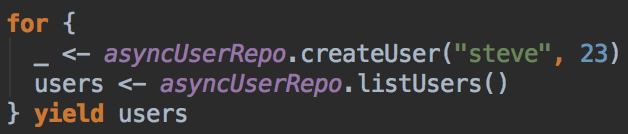 for {
  _ <- asyncUserRepo.createUser("steve", 23)
  users <- asyncUserRepo.listUsers()
} yield users